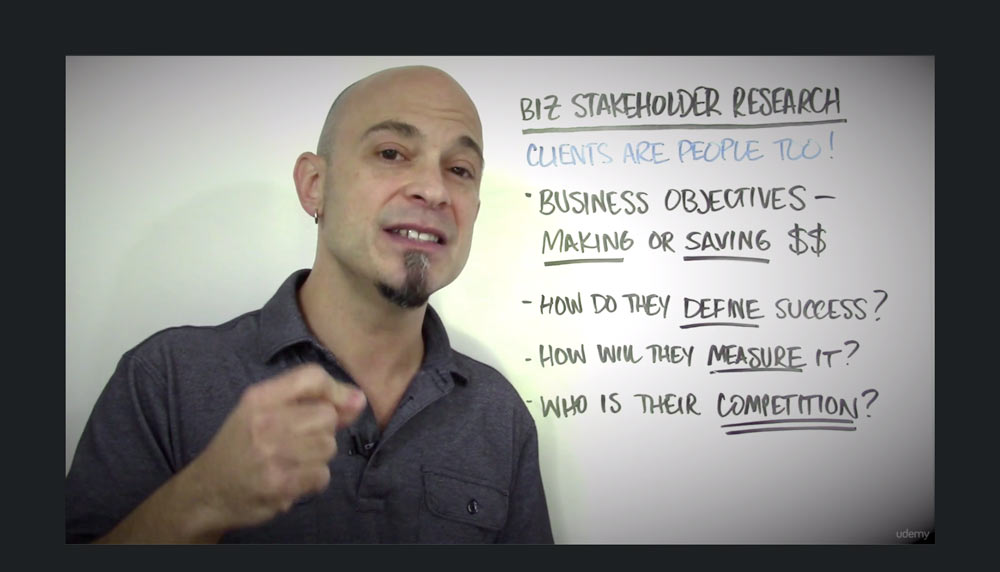 BIZ STAKEHOLDER RESEARCH
CLIENTS ARE PEOPLE TOO!
· BUSINESS OBJECTIVES –
MAKING OR SAVING $$
- HOW DO THEY DEFINE SUCCESS?
- HOW WILL THEY MEASURE IT?
- WHO IS THEIR COMPETITION?
udemy